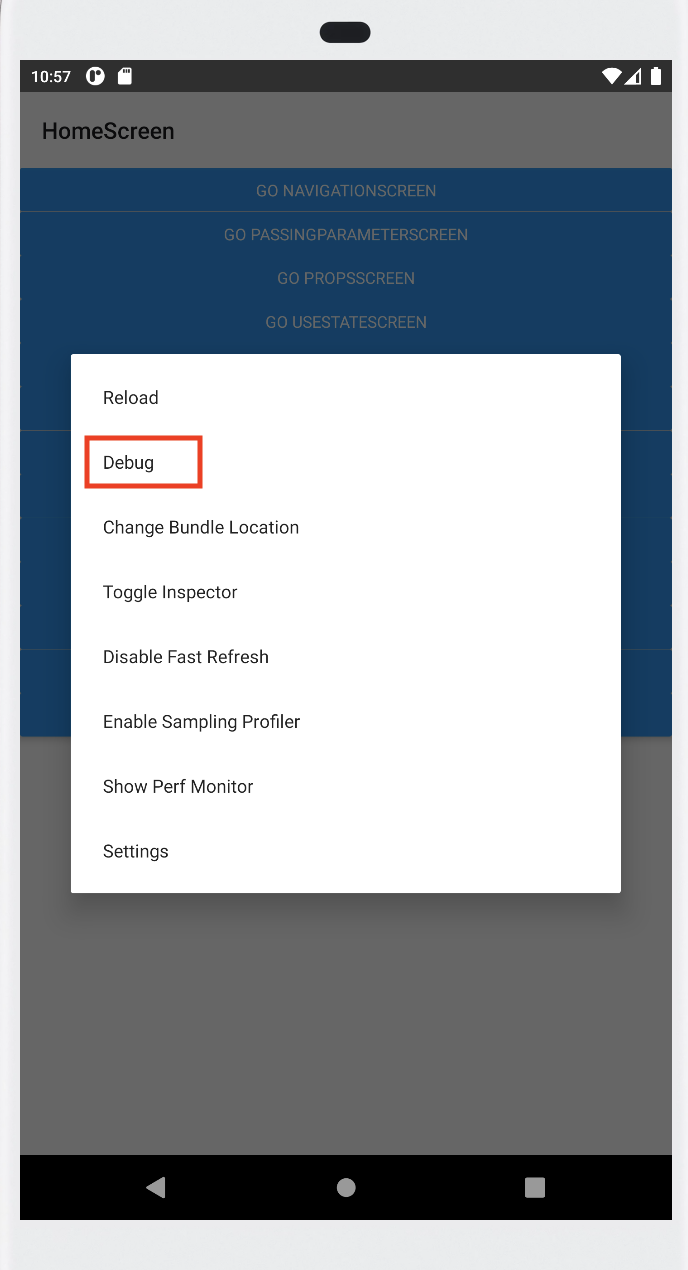 10:57
HomeScreen
GO NAVIGATIONSCREEN
GO PASSINGPARAMETERSCREEN
GO PROPSSCREEN
GO USESTATESCREEN
Reload
Debug
Change Bundle Location
Toggle Inspector
Disable Fast Refresh
Enable Sampling Profiler
Show Perf Monitor
Settings